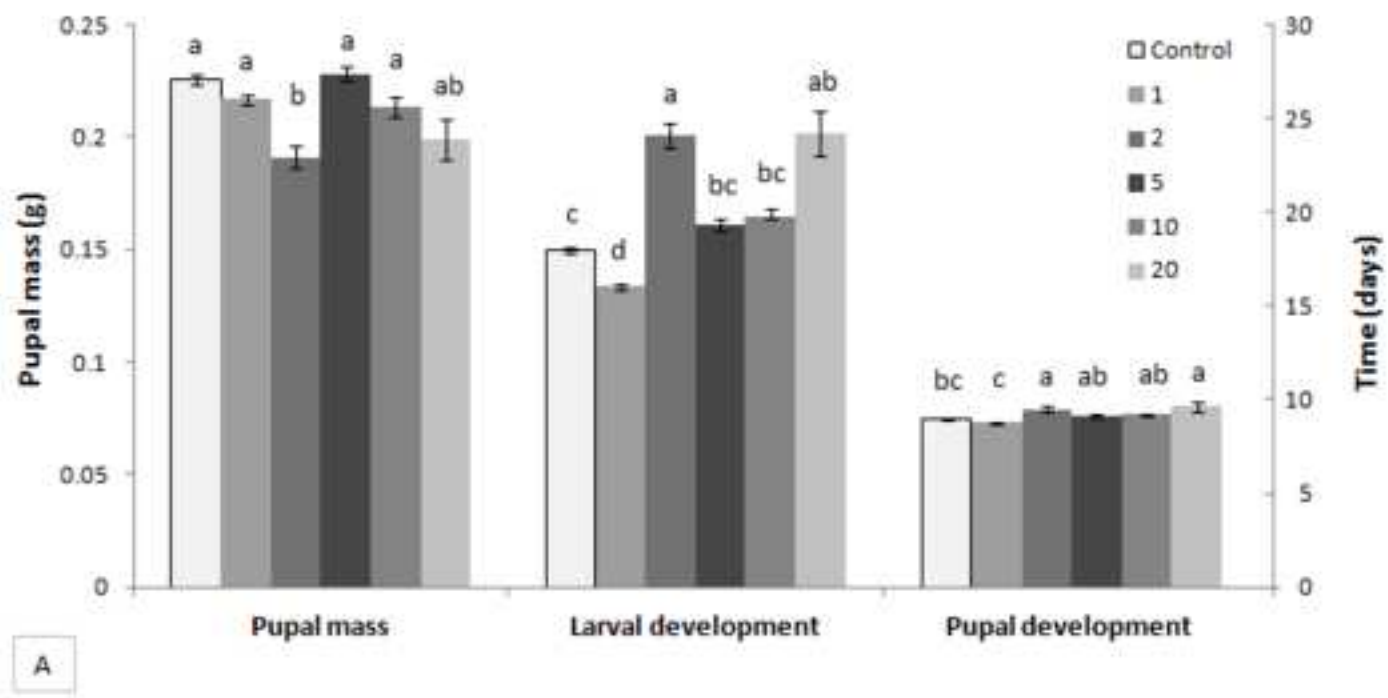 Pupal mass (g)
0.25
0.2
0.15
0.1
0.05
0
a
a
b
a
a
ab
c
d
a
bc
bc
ab
bc
c
a
ab
ab
a
Control
1
2
5
10
20
30
25
20
15
10
5
0
Time (days)
Pupal mass
Larval development
Pupal development
A